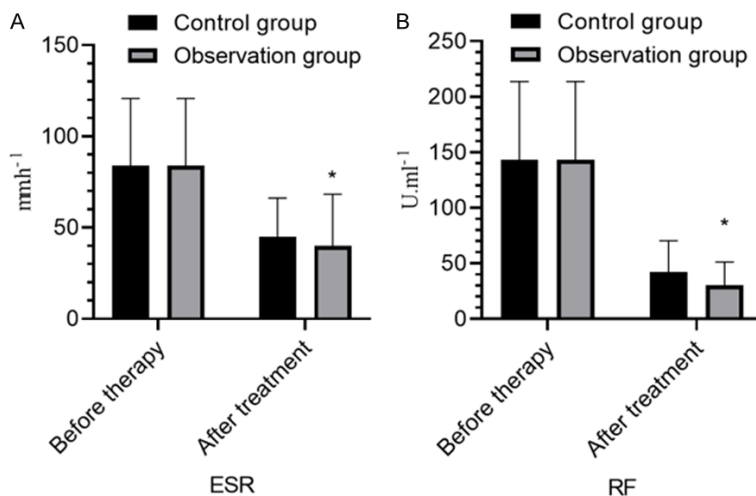 A
Control group
Observation group
150
100
50
0
mmh-1
*
Before therapy
After treatment
ESR
B
Control group
Observation group
250
200
150
100
50
0
U.ml-1
*
Before therapy
After treatment
RF